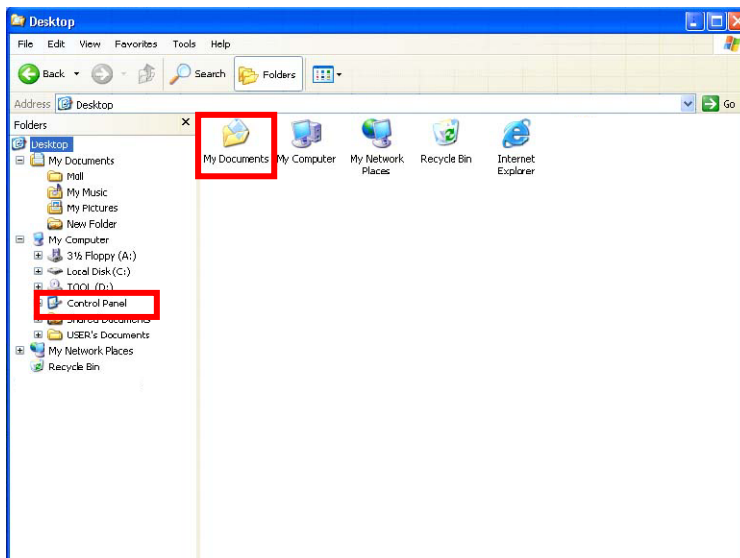 Desktop
File Edit View Favorites Tools Help
Back Search Folders
Address Desktop Go
Folders
Desktop
My Documents
Mall
My Music
My Pictures
New Folder
My Computer
3½ Floppy (A:)
Local Disk (C:)
TOOL (D:)
Control Panel
Shared Documents
USER's Documents
My Network Places
Recycle Bin
My Documents My Computer My Network Places Recycle Bin Internet Explorer